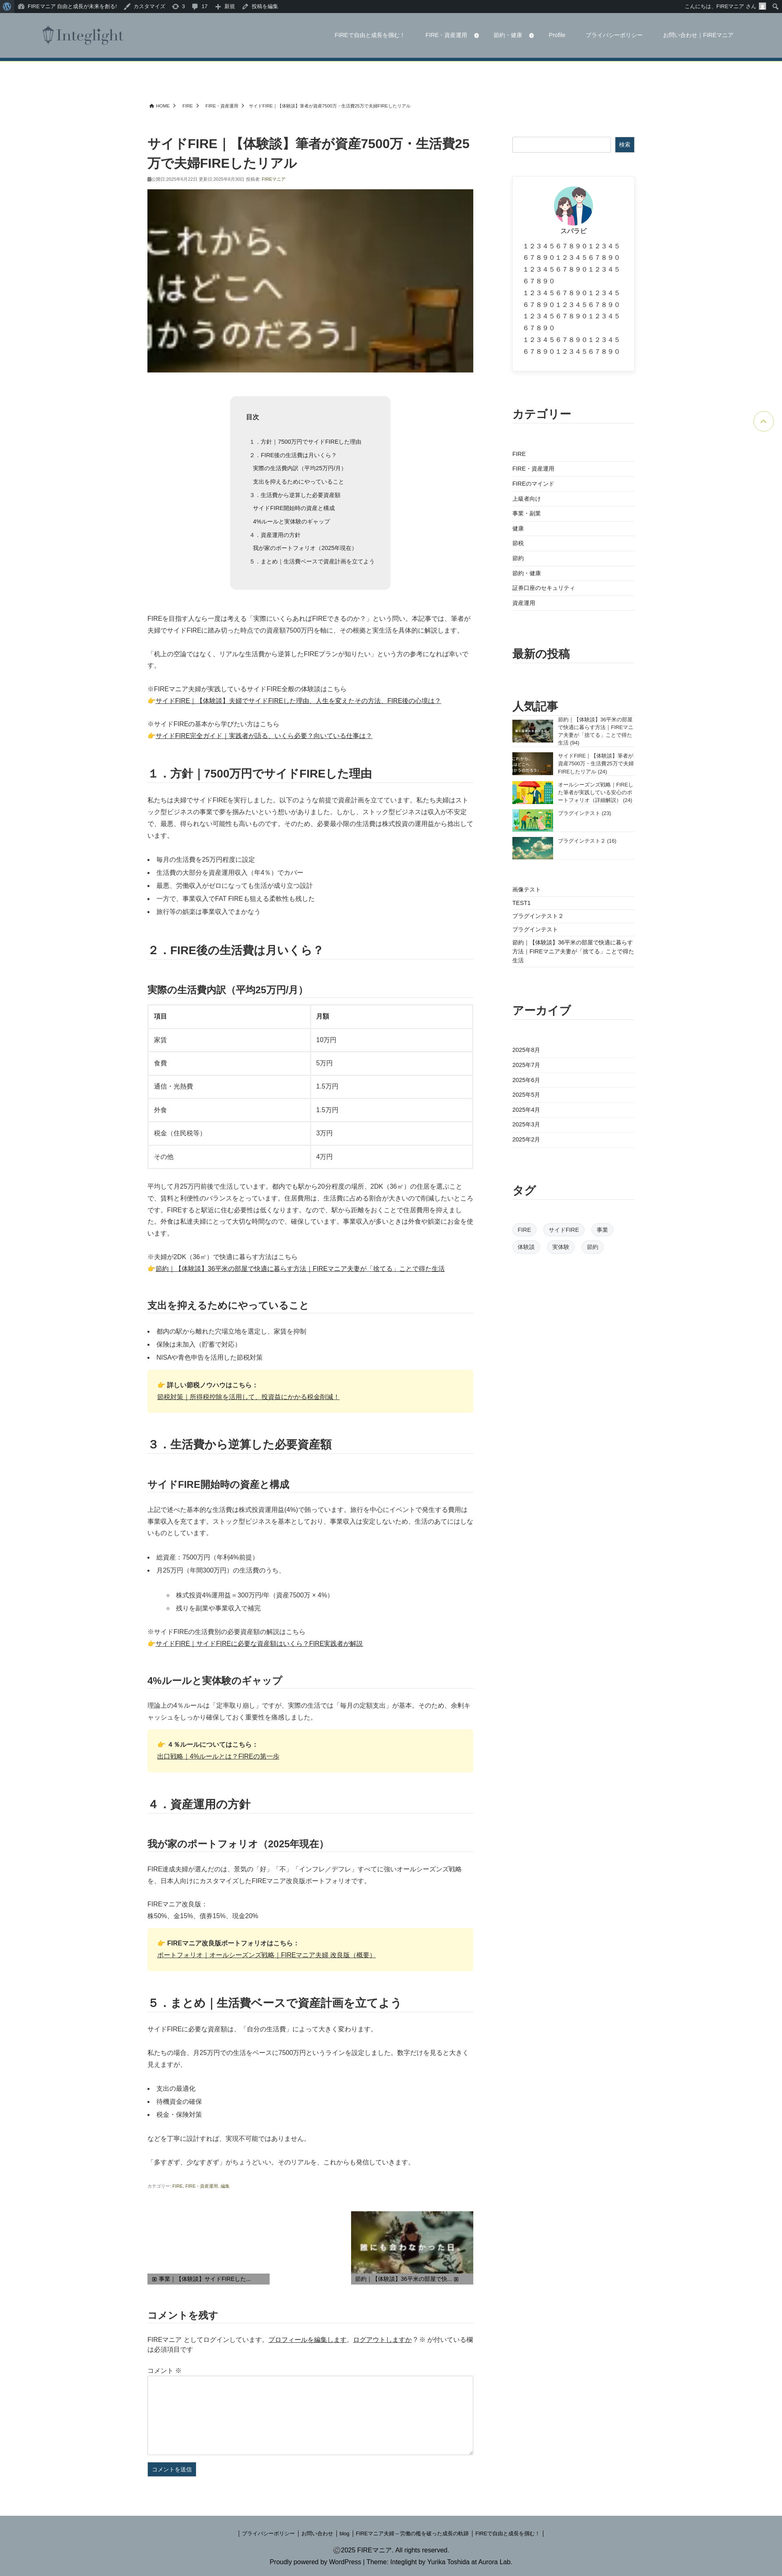 FIREマニア 自由と成長が未来を創る! カスタマイズ 3 17 新規 投稿を編集 こんにちは、FIREマニア さん
Integlight FIREで自由と成長を掴む！ FIRE・資産運用 節約・健康 Profile プライバシーポリシー お問い合わせ｜FIREマニア
HOME FIRE FIRE・資産運用 サイドFIRE｜【体験談】筆者が資産7500万・生活費25万で夫婦FIREしたリアル
サイドFIRE｜【体験談】筆者が資産7500万・生活費25
万で夫婦FIREしたリアル
公開日:2025年6月22日 更新日:2025年8月30日 投稿者: FIREマニア
これから、
はどこへ
かうのだろう」
目次
１．方針｜7500万円でサイドFIREした理由
２．FIRE後の生活費は月いくら？
実際の生活費内訳（平均25万円/月）
支出を抑えるためにやっていること
３．生活費から逆算した必要資産額
サイドFIRE開始時の資産と構成
4%ルールと実体験のギャップ
４．資産運用の方針
我が家のポートフォリオ（2025年現在）
５．まとめ｜生活費ベースで資産計画を立てよう
FIREを目指す人なら一度は考える「実際にいくらあればFIREできるのか？」という問い。本記事では、筆者が
夫婦でサイドFIREに踏み切った時点での資産額7500万円を軸に、その根拠と実生活を具体的に解説します。
「机上の空論ではなく、リアルな生活費から逆算したFIREプランが知りたい」という方の参考になれば幸いで
す。
※FIREマニア夫婦が実践しているサイドFIRE全般の体験談はこちら
👉サイドFIRE｜【体験談】夫婦でサイドFIREした理由、人生を変えたその方法、FIRE後の心境は？
※サイドFIREの基本から学びたい方はこちら
👉サイドFIRE完全ガイド｜実践者が語る、いくら必要？向いている仕事は？
１．方針｜7500万円でサイドFIREした理由
私たちは夫婦でサイドFIREを実行しました。以下のような前提で資産計画を立てています。私たち夫婦はストッ
ク型ビジネスの事業で夢を掴みたいという想いがありました。しかし、ストック型ビジネスは収入が不安定
で、最悪、得られない可能性も高いものです。そのため、必要最小限の生活費は株式投資の運用益から捻出して
います。
• 毎月の生活費を25万円程度に設定
• 生活費の大部分を資産運用収入（年4％）でカバー
• 最悪、労働収入がゼロになっても生活が成り立つ設計
• 一方で、事業収入でFAT FIREも狙える柔軟性も残した
• 旅行等の娯楽は事業収入でまかなう
２．FIRE後の生活費は月いくら？
実際の生活費内訳（平均25万円/月）
項目 月額
家賃 10万円
食費 5万円
通信・光熱費 1.5万円
外食 1.5万円
税金（住民税等） 3万円
その他 4万円
平均して月25万円前後で生活しています。都内でも駅から20分程度の場所、2DK（36㎡）の住居を選ぶこと
で、賃料と利便性のバランスをとっています。住居費用は、生活費に占める割合が大きいので削減したいところ
です。FIREすると駅近に住む必要性は低くなります。なので、駅から距離をおくことで住居費用を抑えまし
た。外食は私達夫婦にとって大切な時間なので、確保しています。事業収入が多いときは外食や娯楽にお金を使
います。
※夫婦が2DK（36㎡）で快適に暮らす方法はこちら
👉節約｜【体験談】36平米の部屋で快適に暮らす方法｜FIREマニア夫妻が「捨てる」ことで得た生活
支出を抑えるためにやっていること
• 都内の駅から離れた穴場立地を選定し、家賃を抑制
• 保険は未加入（貯蓄で対応）
• NISAや青色申告を活用した節税対策
👉 詳しい節税ノウハウはこちら：
節税対策｜所得税控除を活用して、投資益にかかる税金削減！
３．生活費から逆算した必要資産額
サイドFIRE開始時の資産と構成
上記で述べた基本的な生活費は株式投資運用益(4%)で賄っています。旅行を中心にイベントで発生する費用は
事業収入を充てます。ストック型ビジネスを基本としており、事業収入は安定しないため、生活のあてにはしな
いものとしています。
• 総資産：7500万円（年利4%前提）
• 月25万円（年間300万円）の生活費のうち、
○ 株式投資4%運用益＝300万円/年（資産7500万 × 4%）
○ 残りを副業や事業収入で補完
※サイドFIREの生活費別の必要資産額の解説はこちら
👉サイドFIRE｜サイドFIREに必要な資産額はいくら？FIRE実践者が解説
4%ルールと実体験のギャップ
理論上の4％ルールは「定率取り崩し」ですが、実際の生活では「毎月の定額支出」が基本。そのため、余剰キ
ャッシュをしっかり確保しておく重要性を痛感しました。
👉 ４％ルールについてはこちら：
出口戦略｜4%ルールとは？FIREの第一歩
４．資産運用の方針
我が家のポートフォリオ（2025年現在）
FIRE達成夫婦が選んだのは、景気の「好」「不」「インフレ／デフレ」すべてに強いオールシーズンズ戦略
を、日本人向けにカスタマイズしたFIREマニア改良版ポートフォリオです。
FIREマニア改良版：
株50%、金15%、債券15%、現金20%
👉 FIREマニア改良版ポートフォリオはこちら：
ポートフォリオ｜オールシーズンズ戦略｜FIREマニア夫婦 改良版（概要）
５．まとめ｜生活費ベースで資産計画を立てよう
サイドFIREに必要な資産額は、「自分の生活費」によって大きく変わります。
私たちの場合、月25万円での生活をベースに7500万円というラインを設定しました。数字だけを見ると大きく
見えますが、
• 支出の最適化
• 待機資金の確保
• 税金・保険対策
などを丁寧に設計すれば、実現不可能ではありません。
「多すぎず、少なすぎず」がちょうどいい、そのリアルを、これからも発信していきます。
カテゴリー: FIRE, FIRE・資産運用. 編集
事業｜【体験談】サイドFIREした...
誰にも合わなかった日。
節約｜【体験談】36平米の部屋で快...
コメントを残す
FIREマニア としてログインしています。プロフィールを編集します。ログアウトしますか ? ※ が付いている欄
は必須項目です
コメント ※
コメントを送信
検索
スバラピ
１２３４５６７８９０１２３４５
６７８９０１２３４５６７８９０
１２３４５６７８９０１２３４５
６７８９０
１２３４５６７８９０１２３４５
６７８９０１２３４５６７８９０
１２３４５６７８９０１２３４５
６７８９０
１２３４５６７８９０１２３４５
６７８９０１２３４５６７８９０
カテゴリー
FIRE
FIRE・資産運用
FIREのマインド
上級者向け
事業・副業
健康
節税
節約
節約・健康
証券口座のセキュリティ
資産運用
最新の投稿
人気記事
節約｜【体験談】36平米の部屋
で快適に暮らす方法｜FIREマニ
ア夫妻が「捨てる」ことで得た
生活 (94)
サイドFIRE｜【体験談】筆者が
資産7500万・生活費25万で夫婦
FIREしたリアル (24)
オールシーズンズ戦略｜FIREし
た筆者が実践している安心のポ
ートフォリオ（詳細解説） (24)
プラグインテスト (23)
プラグインテスト２ (16)
画像テスト
TEST1
プラグインテスト２
プラグインテスト
節約｜【体験談】36平米の部屋で快適に暮らす
方法｜FIREマニア夫妻が「捨てる」ことで得た
生活
アーカイブ
2025年8月
2025年7月
2025年6月
2025年5月
2025年4月
2025年3月
2025年2月
タグ
FIRE サイドFIRE 事業
体験談 実体験 節約
プライバシーポリシー お問い合わせ blog FIREマニア夫婦 – 労働の檻を破った成長の軌跡 FIREで自由と成長を掴む！
©2025 FIREマニア. All rights reserved.
Proudly powered by WordPress | Theme: Integlight by Yurika Toshida at Aurora Lab.